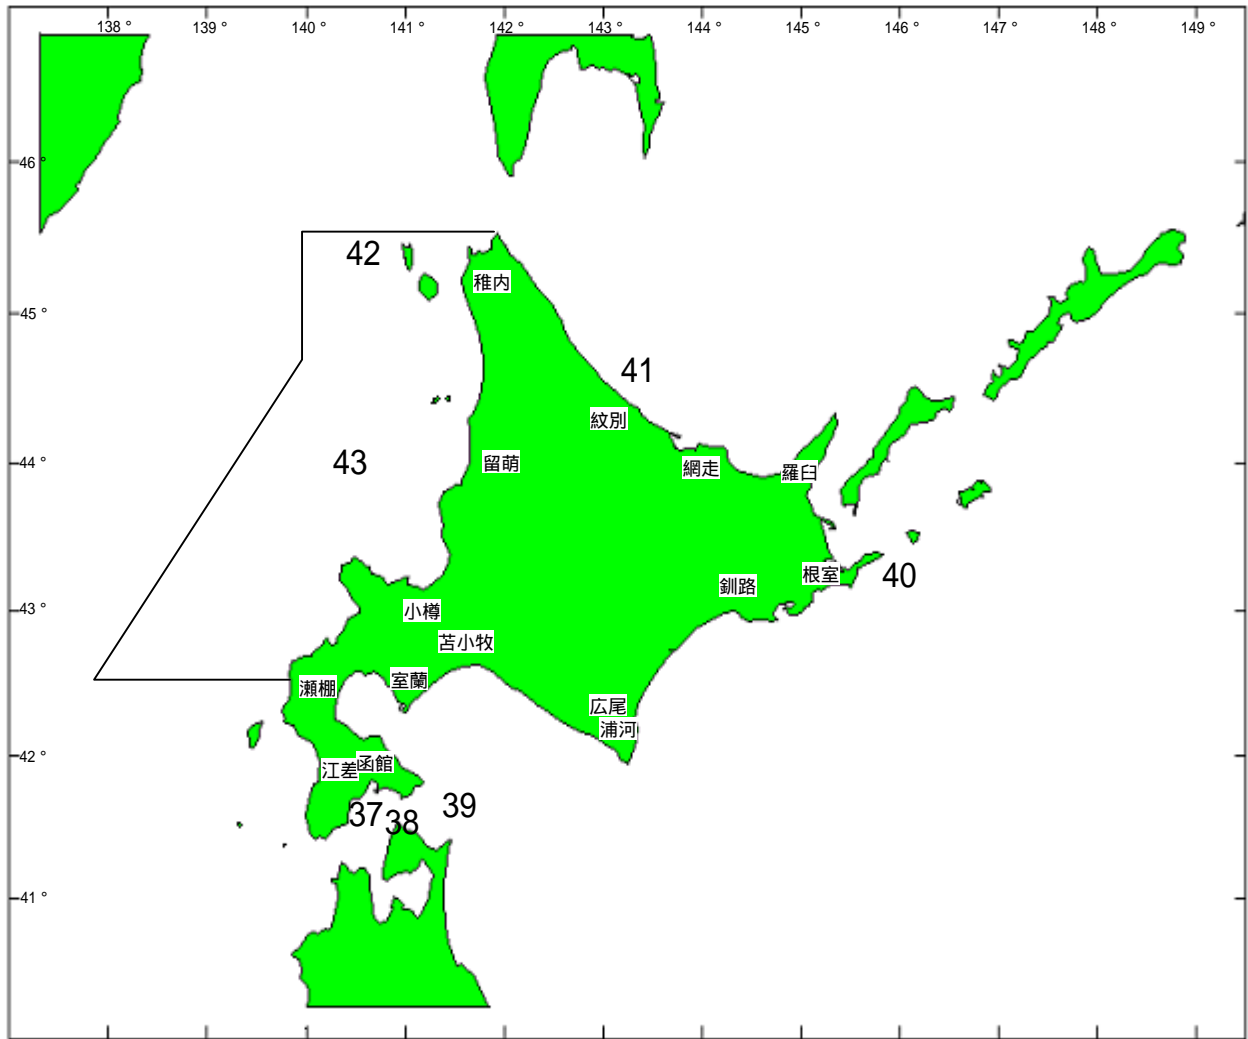 138 ° 139 ° 140 ° 141 ° 142 ° 143 ° 144 ° 145 ° 146 ° 147 ° 148 ° 149 °
46 °
42
稚内
45 °
41
紋別
43
留萌
網走
羅臼
44 °
根室
40
釧路
43 °
小樽
苫小牧
室蘭
瀬棚
広尾
浦河
42 °
江差
函館
37
38
39
41 °